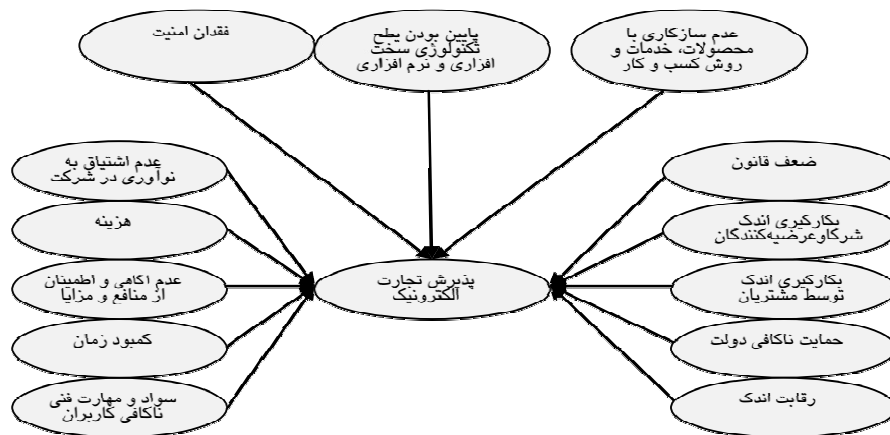 عدم سازگاری با
محصولات، خدمات و
روش کسب و کار
پایین بودن سطح
تکنولوژی سخت
افزاری و نرم افزاری
فقدان امنیت
ضعف قانون
بکارگیری اندک
شرکاوعرضه‌کنندگان
بکارگیری اندک
توسط مشتریان
حمایت ناکافی دولت
رقابت اندک
پذیرش تجارت
الکترونیک
عدم اشتیاق به
نوآوری در شرکت
هزینه
عدم آگاهی و اطمینان
از منافع و مزایا
کمبود زمان
سواد و مهارت فنی
ناکافی کاربران